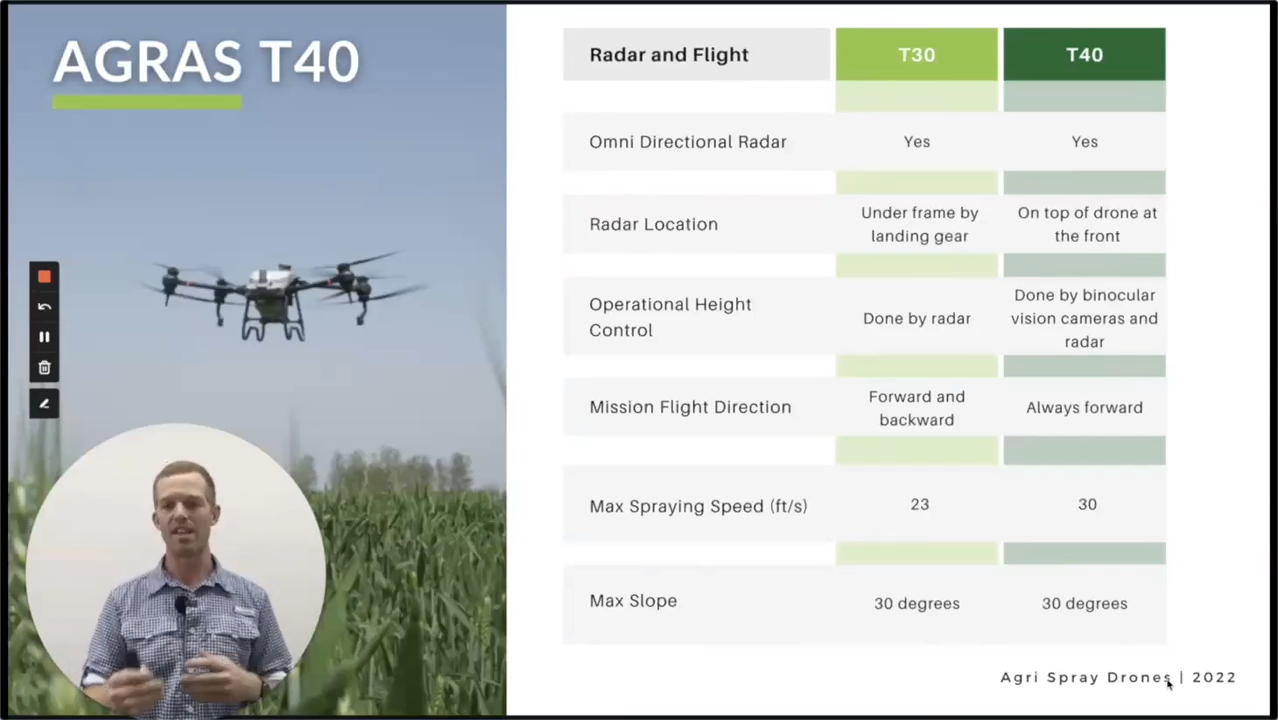 AGRAS T40
Radar and Flight T30 T40
Omni Directional Radar Yes Yes
Radar Location Under frame by landing gear On top of drone at the front
Operational Height Control Done by radar Done by binocular vision cameras and radar
Mission Flight Direction Forward and backward Always forward
Max Spraying Speed (ft/s) 23 30
Max Slope 30 degrees 30 degrees
Agri Spray Drones | 2022